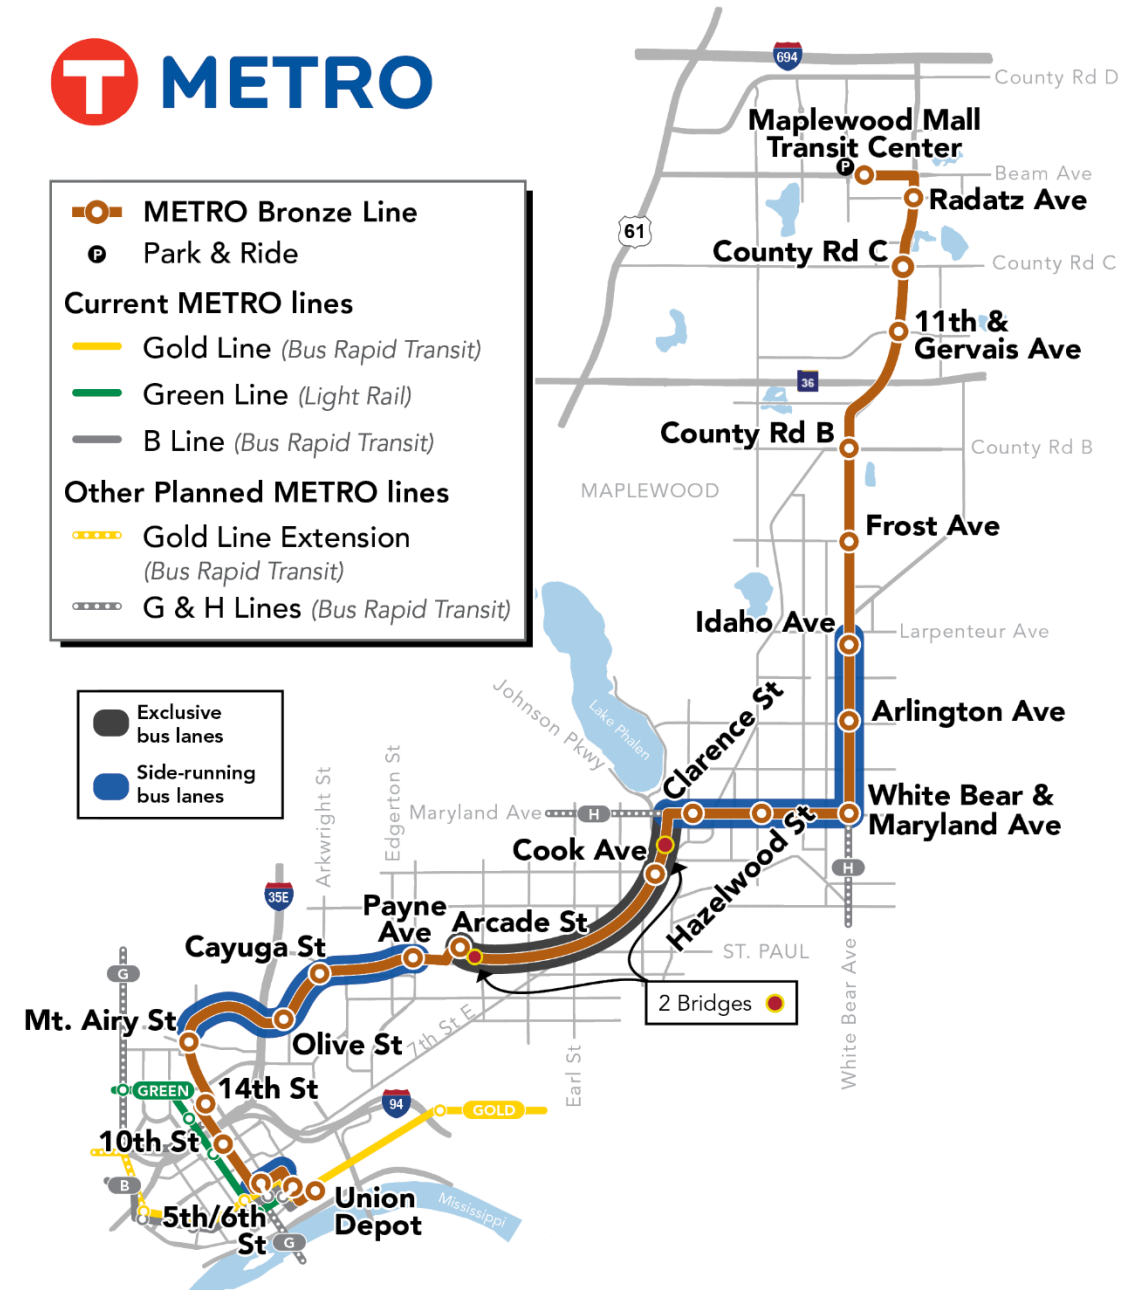 T METRO
METRO Bronze Line
P Park & Ride
Current METRO lines
Gold Line (Bus Rapid Transit)
Green Line (Light Rail)
B Line (Bus Rapid Transit)
Other Planned METRO lines
Gold Line Extension
(Bus Rapid Transit)
G & H Lines (Bus Rapid Transit)
Exclusive
bus lanes
Side-running
bus lanes
694
County Rd D
Maplewood Mall
Transit Center
P
Beam Ave
Radatz Ave
61
County Rd C
County Rd C
11th &
Gervais Ave
36
County Rd B
County Rd B
MAPLEWOOD
Frost Ave
Idaho Ave
Larpenteur Ave
Johnson Pkwy
Lake Phalen
Clarence St
Arlington Ave
White Bear &
Maryland Ave
Maryland Ave
H
Hazelwood St
H
Cook Ave
Arkwright St
Edgerton St
35E
Payne
Ave
Arcade St
Cayuga St
ST. PAUL
White Bear Ave
2 Bridges
G
Mt. Airy St
Olive St
7th St E
Earl St
GREEN
14th St
94
GOLD
10th St
B
5th/6th
St
G
Union
Depot
Mississippi